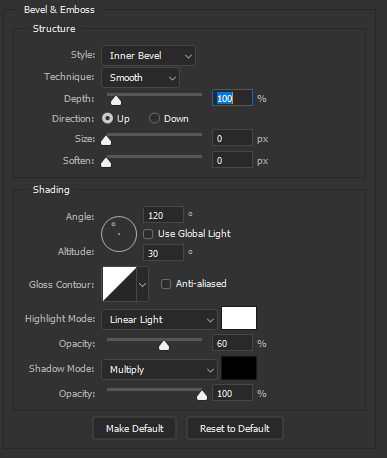 Bevel & Emboss
Structure
Style: Inner Bevel
Technique: Smooth
Depth: 100 %
Direction: Up Down
Size: 0 px
Soften: 0 px
Shading
Angle: 120 °
Use Global Light
Altitude: 30 °
Gloss Contour: Anti-aliased
Highlight Mode: Linear Light
Opacity: 60 %
Shadow Mode: Multiply
Opacity: 100 %
Make Default Reset to Default